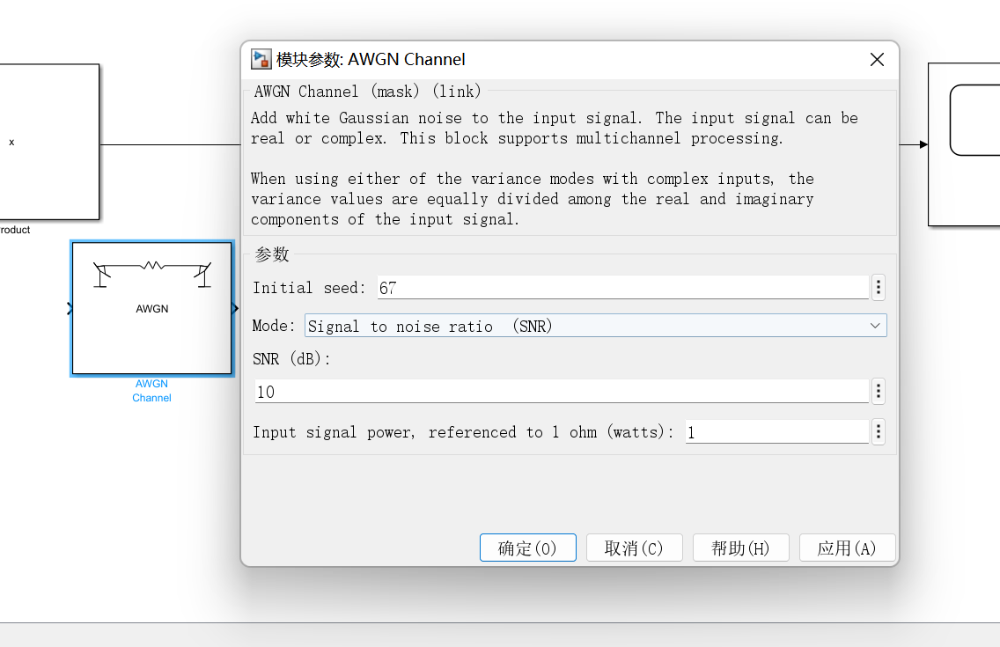 模块参数: AWGN Channel
AWGN Channel (mask) (link)
Add white Gaussian noise to the input signal. The input signal can be
real or complex. This block supports multichannel processing.
When using either of the variance modes with complex inputs, the
variance values are equally divided among the real and imaginary
components of the input signal.
参数
Initial seed: 67
Mode: Signal to noise ratio (SNR)
SNR (dB):
10
Input signal power, referenced to 1 ohm (watts): 1
确定(O) 取消(C) 帮助(H) 应用(A)
x
roduct
AWGN
AWGN
Channel